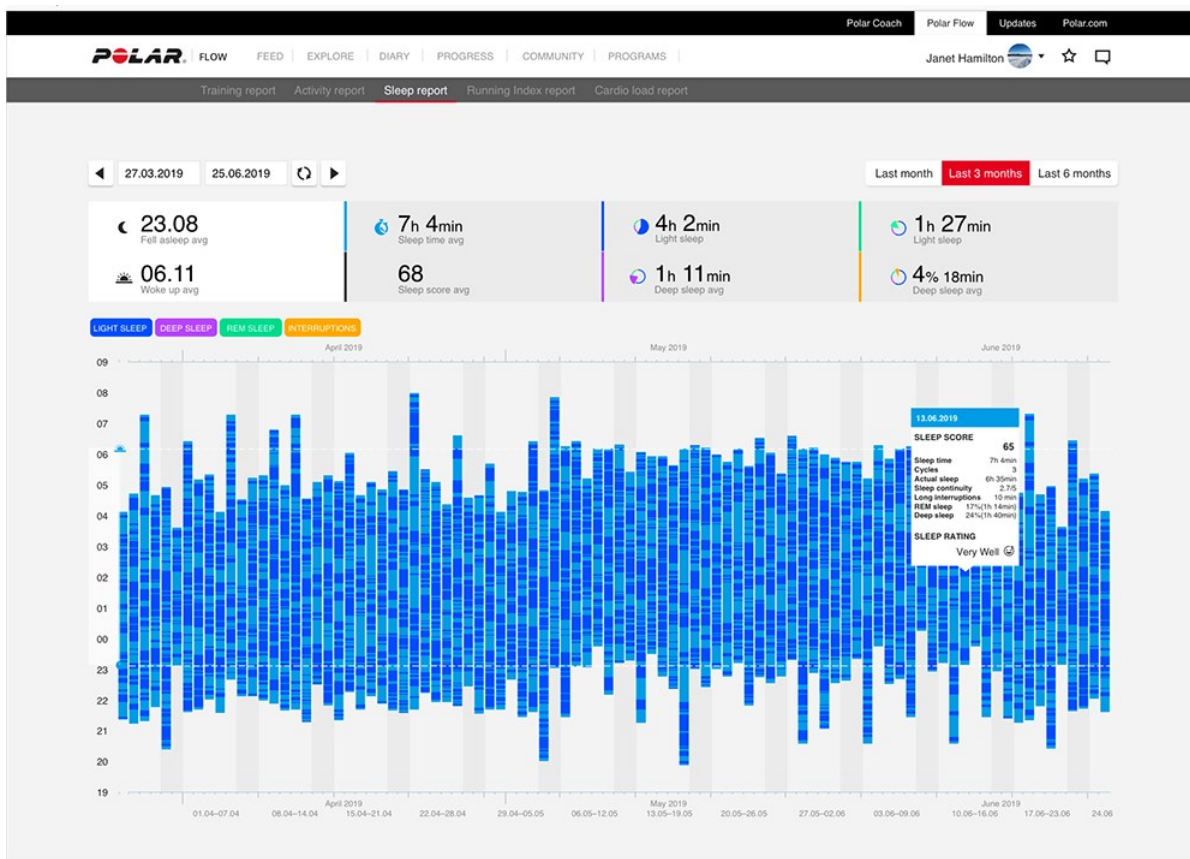 Polar Coach Polar Flow Updates Polar.com
POLAR. FLOW FEED EXPLORE DIARY PROGRESS COMMUNITY PROGRAMS Janet Hamilton
Training report Activity report Sleep report Running Index report Cardio load report
27.03.2019 25.06.2019 Last month Last 3 months Last 6 months
23.08 7h 4min 4h 2min 1h 27min
Fell asleep avg Sleep time avg Light sleep Light sleep
06.11 68 1h 11min 4% 18min
Woke up avg Sleep score avg Deep sleep avg Deep sleep avg
LIGHT SLEEP DEEP SLEEP REM SLEEP INTERRUPTIONS
April 2019 May 2019 June 2019
09
08
07
06
05
04
03
02
01
00
23
22
21
20
19
13.06.2019
SLEEP SCORE
65
Sleep time 7h 4min
Cycles 3
Actual sleep 6h 35min
Sleep continuity 2.7/5
Long interruptions 10 min
REM sleep 17%(1h 14min)
Deep sleep 24%(1h 40min)
SLEEP RATING
Very Well
April 2019 May 2019 June 2019
01.04–07.04 08.04–14.04 15.04–21.04 22.04–28.04 29.04–05.05 06.05–12.05 13.05–19.05 20.05–26.05 27.05–02.06 03.06–09.06 10.06–16.06 17.06–23.06 24.06